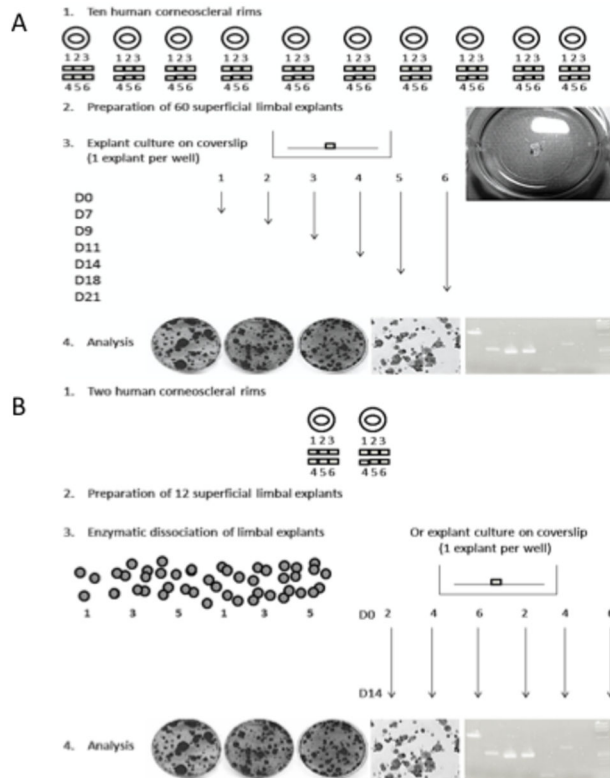 A
1. Ten human corneoscleral rims
123 123 123 123 123 123 123 123 123 123
456 456 456 456 456 456 456 456 456 456
2. Preparation of 60 superficial limbal explants
3. Explant culture on coverslip
(1 explant per well)
1 2 3 4 5 6
D0
D7
D9
D11
D14
D18
D21
4. Analysis
B
1. Two human corneoscleral rims
123 123
456 456
2. Preparation of 12 superficial limbal explants
3. Enzymatic dissociation of limbal explants
Or explant culture on coverslip
(1 explant per well)
1 3 5 1 3 5
D0 2 4 6 2 4
D14
4. Analysis